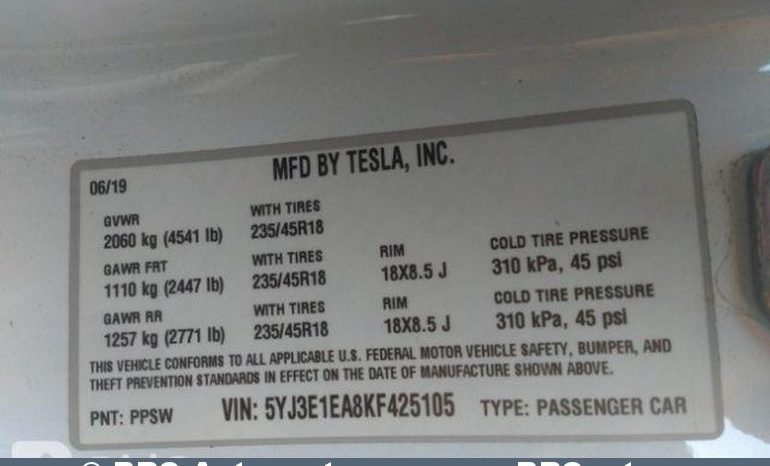 MFD BY TESLA, INC.
06/19
GVWR WITH TIRES
2060 kg (4541 lb) 235/45R18
GAWR FRT WITH TIRES RIM COLD TIRE PRESSURE
1110 kg (2447 lb) 235/45R18 18X8.5 J 310 kPa, 45 psi
GAWR RR WITH TIRES RIM COLD TIRE PRESSURE
1257 kg (2771 lb) 235/45R18 18X8.5 J 310 kPa, 45 psi
THIS VEHICLE CONFORMS TO ALL APPLICABLE U.S. FEDERAL MOTOR VEHICLE SAFETY, BUMPER, AND
THEFT PREVENTION STANDARDS IN EFFECT ON THE DATE OF MANUFACTURE SHOWN ABOVE.
PNT: PPSW VIN: 5YJ3E1EA8KF425105 TYPE: PASSENGER CAR